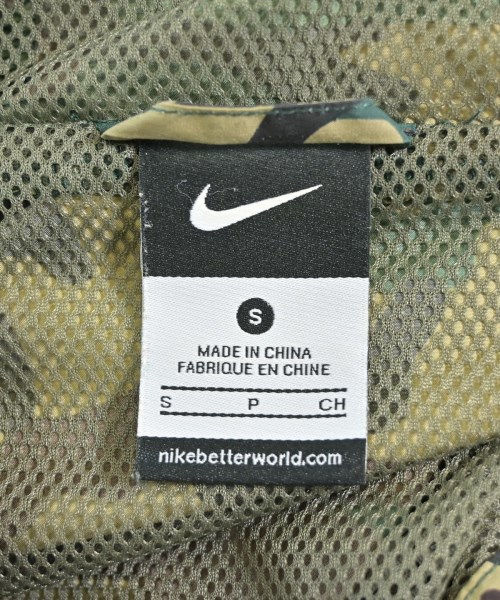 S
MADE IN CHINA
FABRIQUE EN CHINE
S P CH
nikebetterworld.com